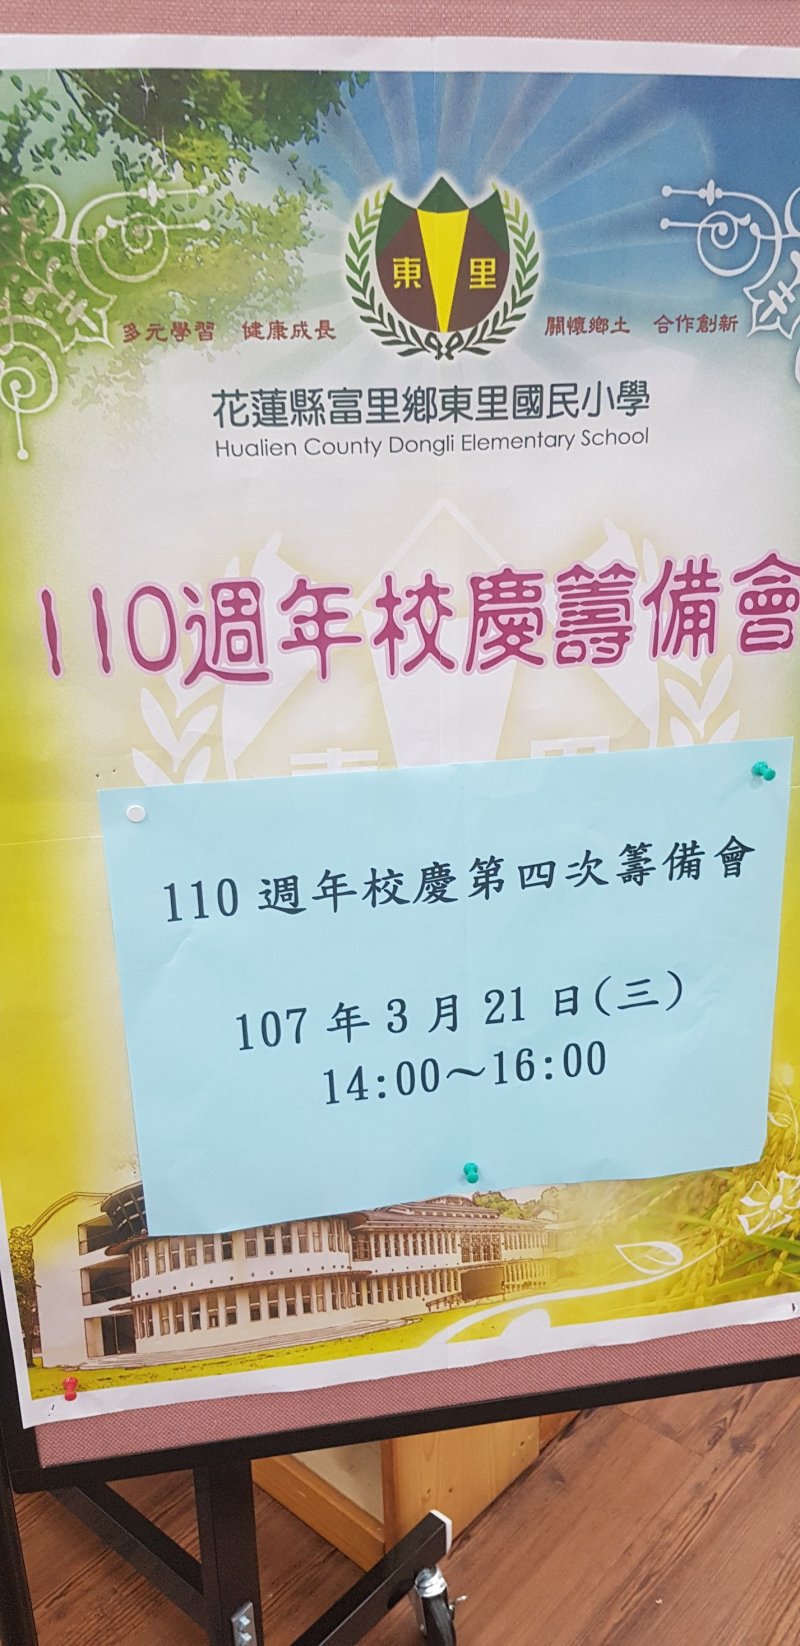 東里
多元學習 健康成長
關懷鄉土 合作創新
花蓮縣富里鄉東里國民小學
Hualien County Dongli Elementary School
110週年校慶籌備會
110 週年校慶第四次籌備會
107 年 3 月 21 日(三)
14:00~16:00